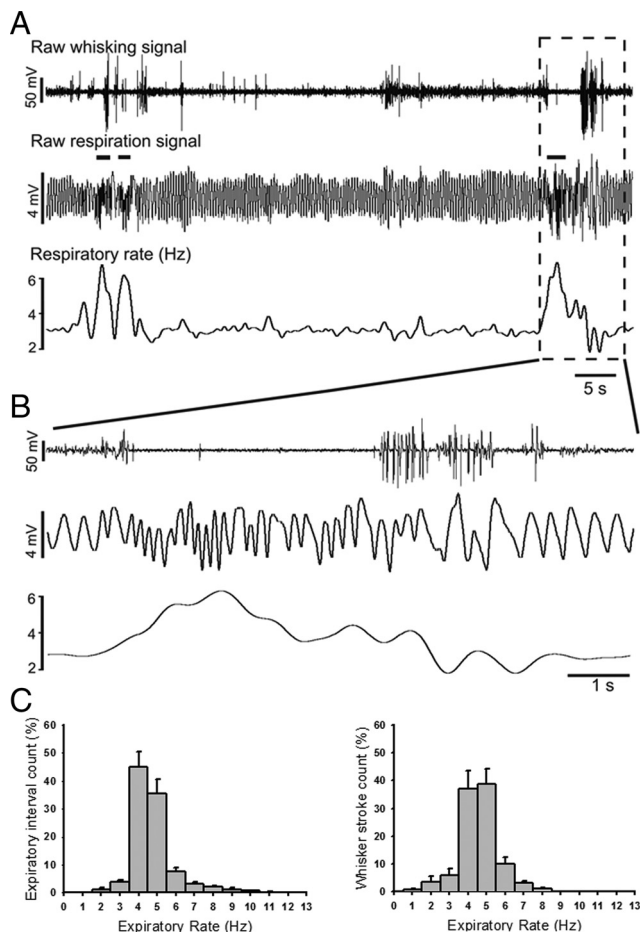 A
Raw whisking signal
50 mV
Raw respiration signal
4 mV
Respiratory rate (Hz)
6
4
2
5 s
B
50 mV
4 mV
6
4
2
1 s
C
60
50
40
30
20
10
0
Expiratory interval count (%)
0 1 2 3 4 5 6 7 8 9 10 11 12 13
Expiratory Rate (Hz)
60
50
40
30
20
10
0
Whisker stroke count (%)
0 1 2 3 4 5 6 7 8 9 10 11 12 13
Expiratory Rate (Hz)